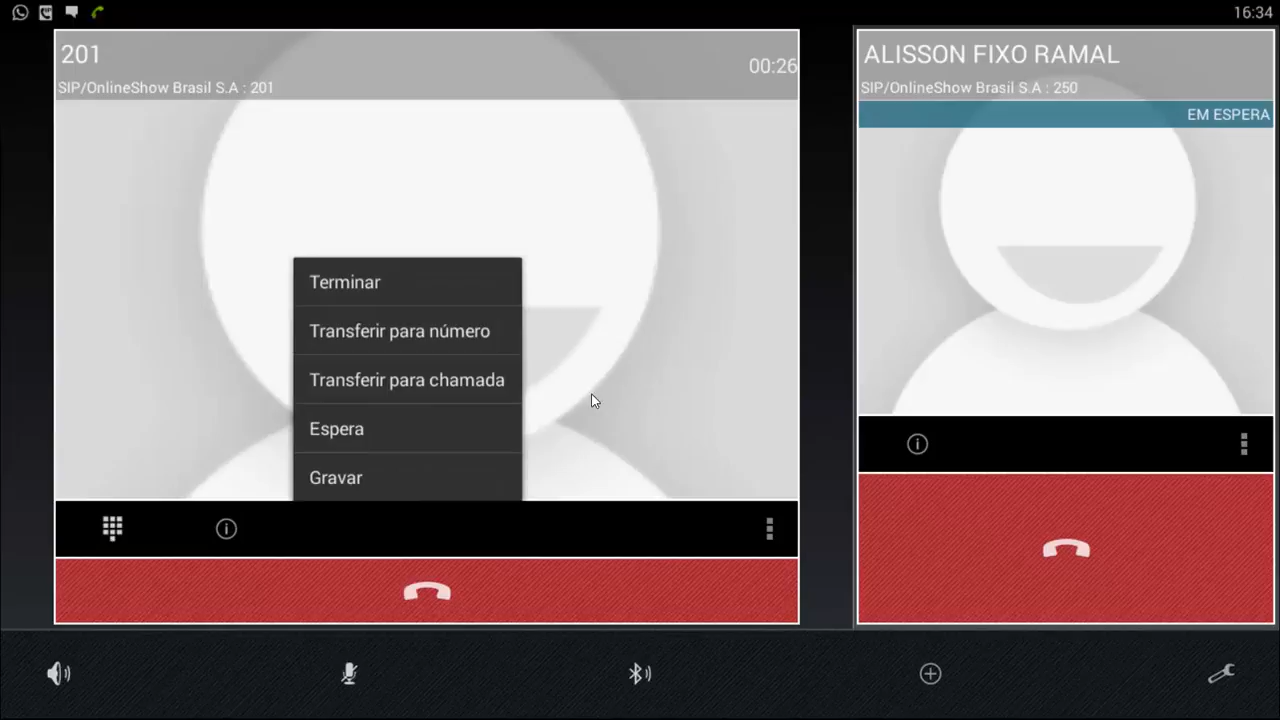 16:34
201
00:26
SIP/OnlineShow Brasil S.A : 201
Terminar
Transferir para número
Transferir para chamada
Espera
Gravar
ALISSON FIXO RAMAL
SIP/OnlineShow Brasil S.A : 250
EM ESPERA